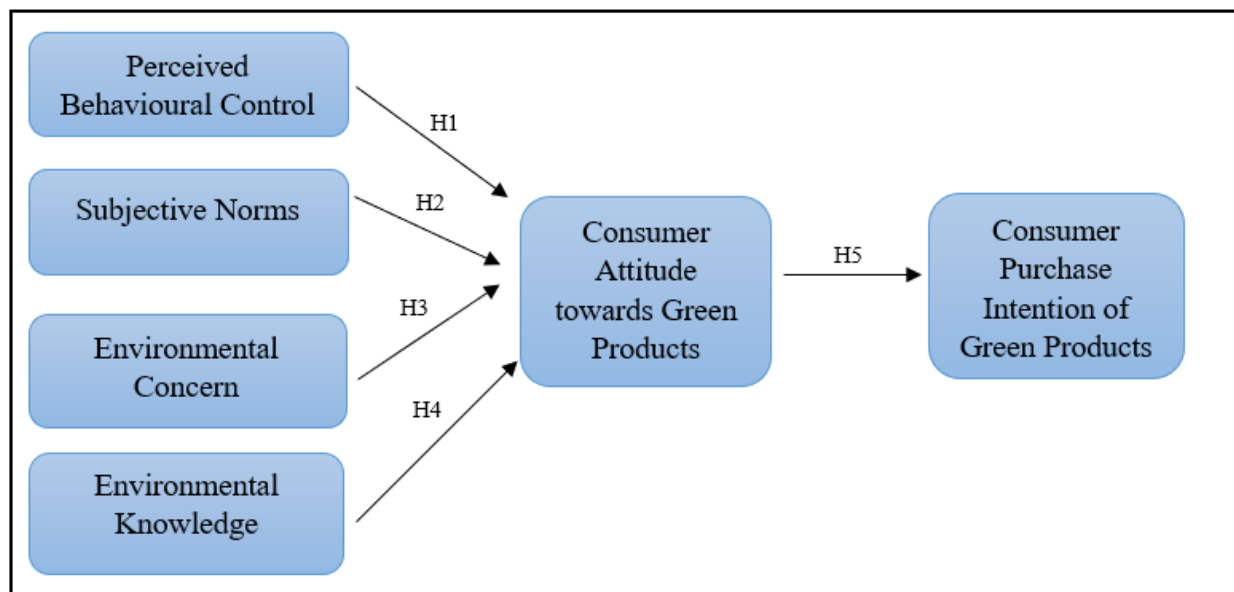 Perceived
Behavioural Control
H1
Subjective Norms
H2
Environmental
Concern
H3
Environmental
Knowledge
H4
Consumer
Attitude
towards Green
Products
H5
Consumer
Purchase
Intention of
Green Products